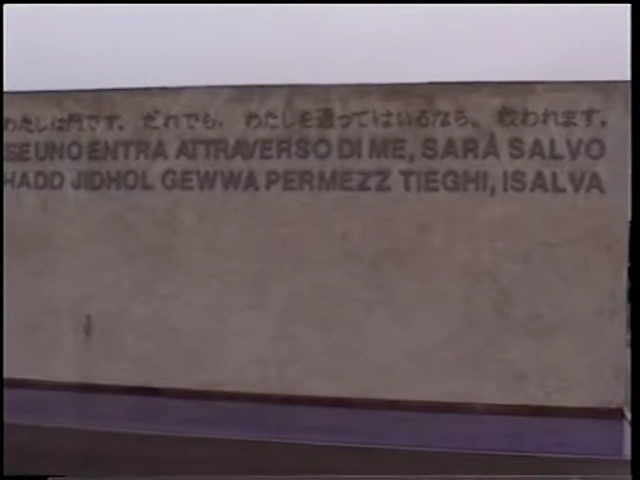 わたしは門です。だれでも、わたしを通ってはいるなら、救われます。
SE UNO ENTRA ATTRAVERSO DI ME, SARÀ SALVO
HADD JIDHOL GEWWA PERMEZZ TIEGHI, ISALVA